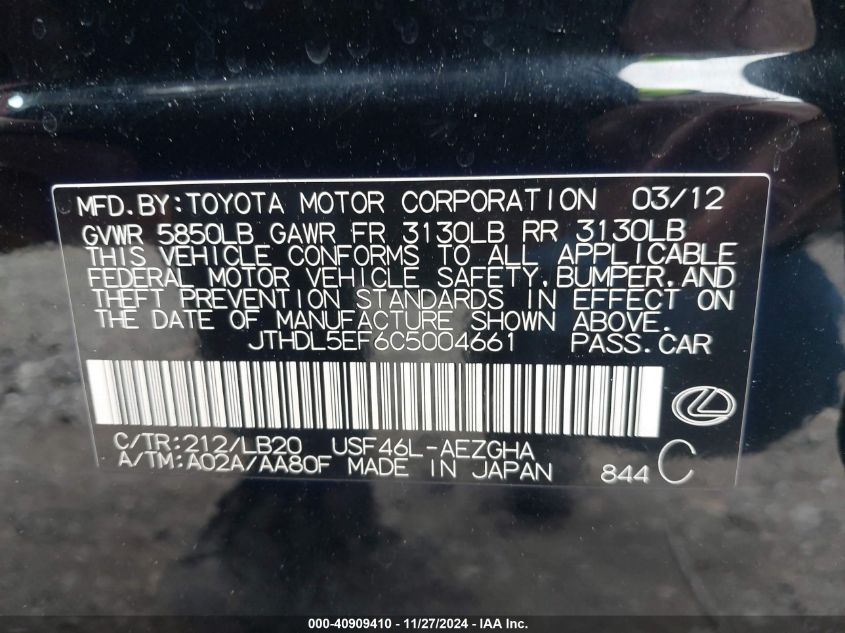 MFD.BY:TOYOTA MOTOR CORPORATION 03/12
GVWR 5850LB GAWR FR 3130LB RR 3130LB
THIS VEHICLE CONFORMS TO ALL APPLICABLE
FEDERAL MOTOR VEHICLE SAFETY,BUMPER,AND
THEFT PREVENTION STANDARDS IN EFFECT ON
THE DATE OF MANUFACTURE SHOWN ABOVE.
JTHDL5EF6C5004661 PASS.CAR
C/TR:212/LB20 USF46L-AEZGHA
A/TM:A02A/AA80F MADE IN JAPAN 844 C
000-40909410 - 11/27/2024 - IAA Inc.